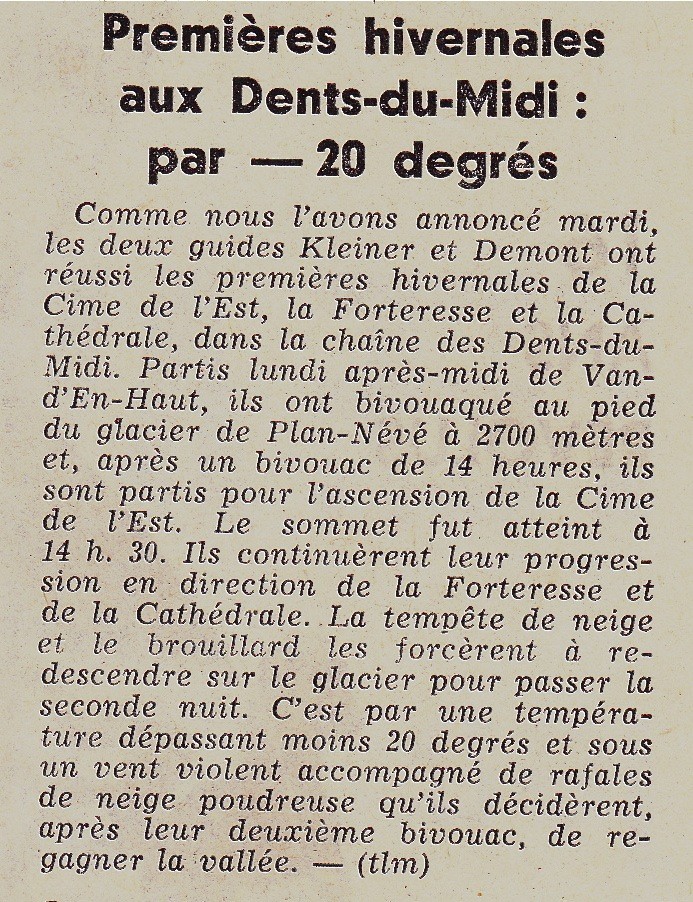 Premières hivernales
aux Dents-du-Midi :
par — 20 degrés
Comme nous l'avons annoncé mardi,
les deux guides Kleiner et Demont ont
réussi les premières hivernales de la
Cime de l'Est, la Forteresse et la Ca-
thédrale, dans la chaîne des Dents-du-
Midi. Partis lundi après-midi de Van-
d'En-Haut, ils ont bivouaqué au pied
du glacier de Plan-Névé à 2700 mètres
et, après un bivouac de 14 heures, ils
sont partis pour l'ascension de la Cime
de l'Est. Le sommet fut atteint à
14 h. 30. Ils continuèrent leur progres-
sion en direction de la Forteresse et
de la Cathédrale. La tempête de neige
et le brouillard les forcèrent à re-
descendre sur le glacier pour passer la
seconde nuit. C'est par une tempéra-
ture dépassant moins 20 degrés et sous
un vent violent accompagné de rafales
de neige poudreuse qu'ils décidèrent,
après leur deuxième bivouac, de re-
gagner la vallée. — (tlm)